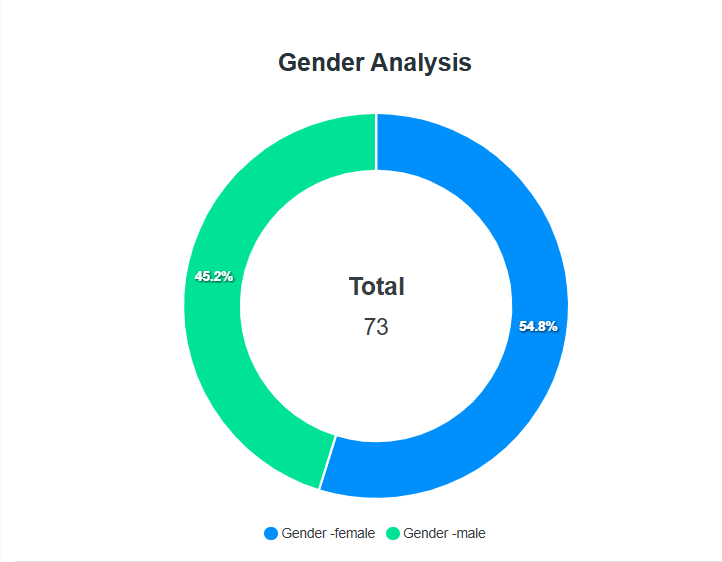 Gender Analysis
45.2%
Total
73
54.8%
Gender -female
Gender -male